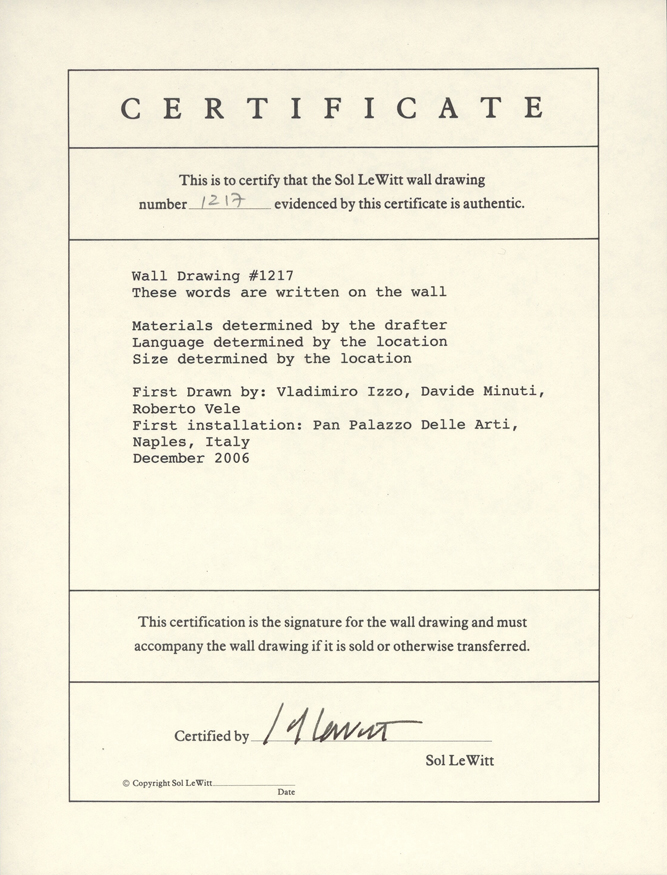 CERTIFICATE
This is to certify that the Sol LeWitt wall drawing
number 1217 evidenced by this certificate is authentic.
Wall Drawing #1217
These words are written on the wall
Materials determined by the drafter
Language determined by the location
Size determined by the location
First Drawn by: Vladimiro Izzo, Davide Minuti,
Roberto Vele
First installation: Pan Palazzo Delle Arti,
Naples, Italy
December 2006
This certification is the signature for the wall drawing and must
accompany the wall drawing if it is sold or otherwise transferred.
Certified by Sol Lewitt
Sol LeWitt
© Copyright Sol LeWitt
Date